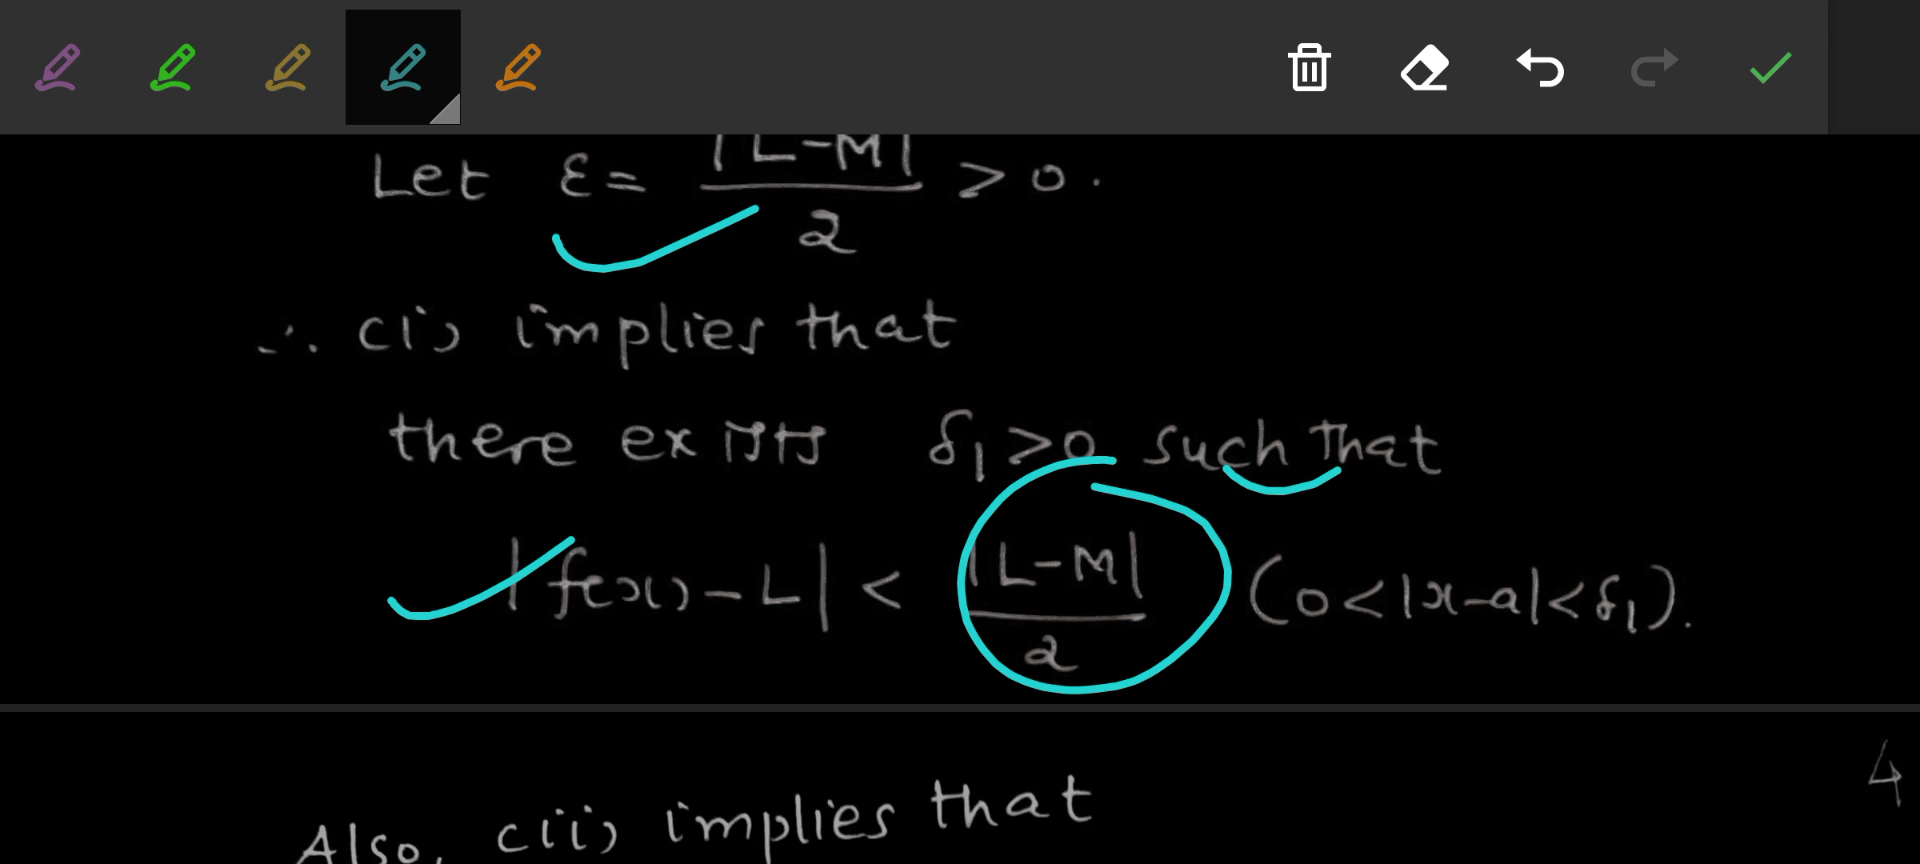 Let ε = |L-M|/2 > 0.
∴ (i) implies that
there exists δ₁>0 such that
|f(x)-L| < |L-M|/2 (0<|x-a|<δ₁).
4
Also, (ii) implies that